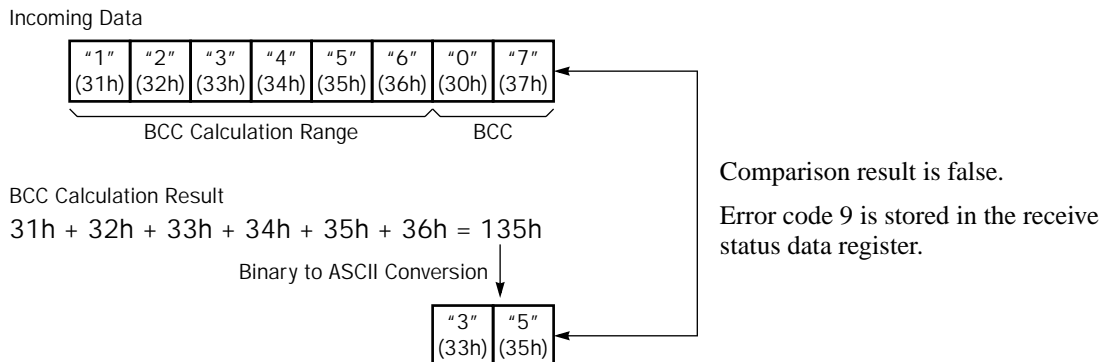 Incoming Data
“1” “2” “3” “4” “5” “6” “0” “7”
(31h) (32h) (33h) (34h) (35h) (36h) (30h) (37h)
BCC Calculation Range BCC
Comparison result is false.
Error code 9 is stored in the receive
status data register.
BCC Calculation Result
31h + 32h + 33h + 34h + 35h + 36h = 135h
Binary to ASCII Conversion
“3” “5”
(33h) (35h)